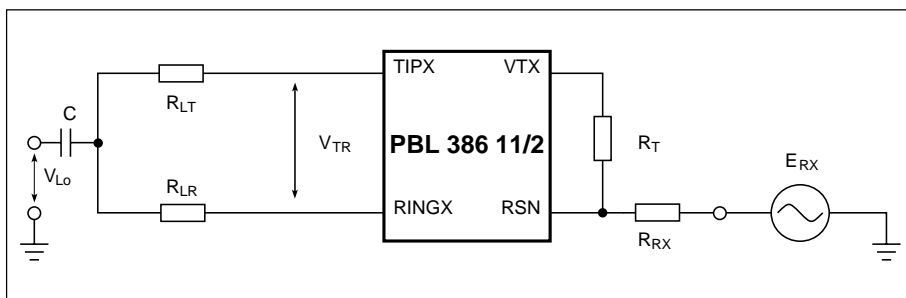 TIPX
VTX
R_LT
C
V_TR
PBL 386 11/2
R_T
E_RX
V_Lo
R_LR
RINGX
RSN
R_RX